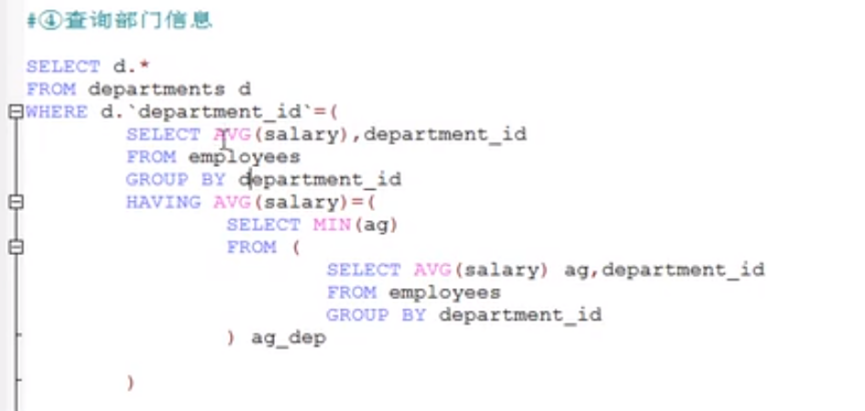 #④查询部门信息
SELECT d.*
FROM departments d
WHERE d.`department_id`=(
SELECT AVG(salary),department_id
FROM employees
GROUP BY department_id
HAVING AVG(salary)=(
SELECT MIN(ag)
FROM (
SELECT AVG(salary) ag,department_id
FROM employees
GROUP BY department_id
) ag_dep
)